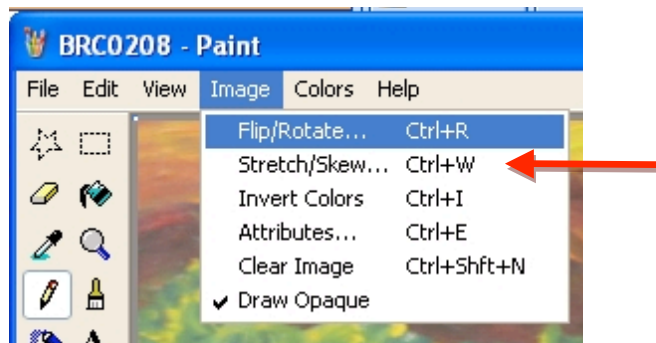 BRC0208 - Paint
File Edit View Image Colors Help
Flip/Rotate... Ctrl+R
Stretch/Skew... Ctrl+W
Invert Colors Ctrl+I
Attributes... Ctrl+E
Clear Image Ctrl+Shft+N
Draw Opaque
A